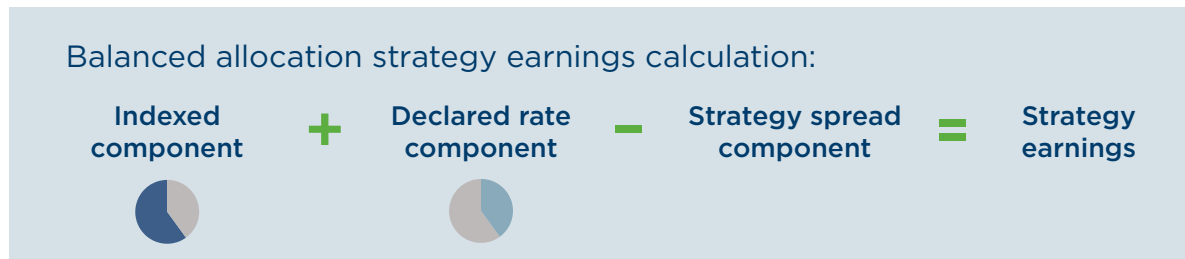 Balanced allocation strategy earnings calculation:
Indexed component + Declared rate component - Strategy spread component = Strategy earnings